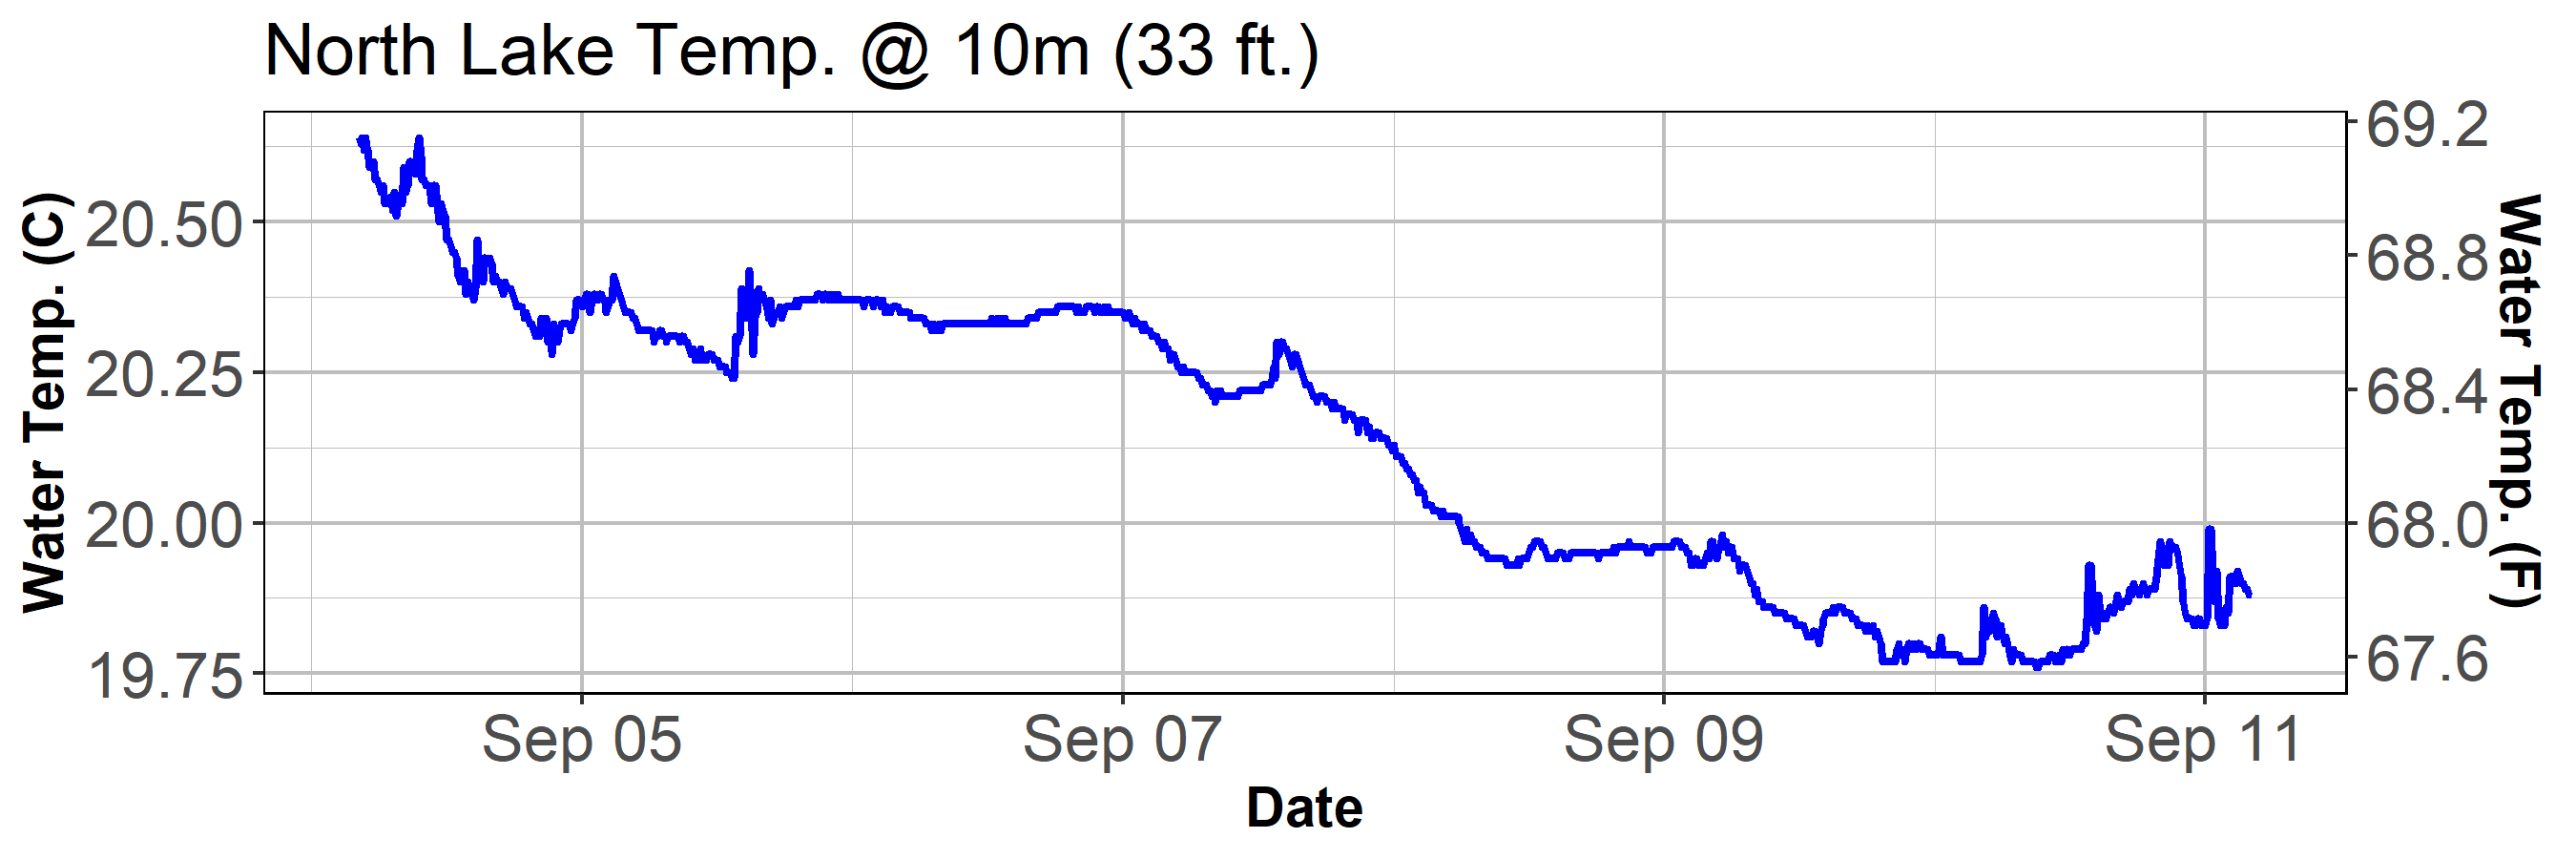 North Lake Temp. @ 10m (33 ft.)
Water Temp. (C)
20.50
20.25
20.00
19.75
69.2
68.8
68.4
68.0
67.6
Water Temp. (F)
Sep 05
Sep 07
Sep 09
Sep 11
Date